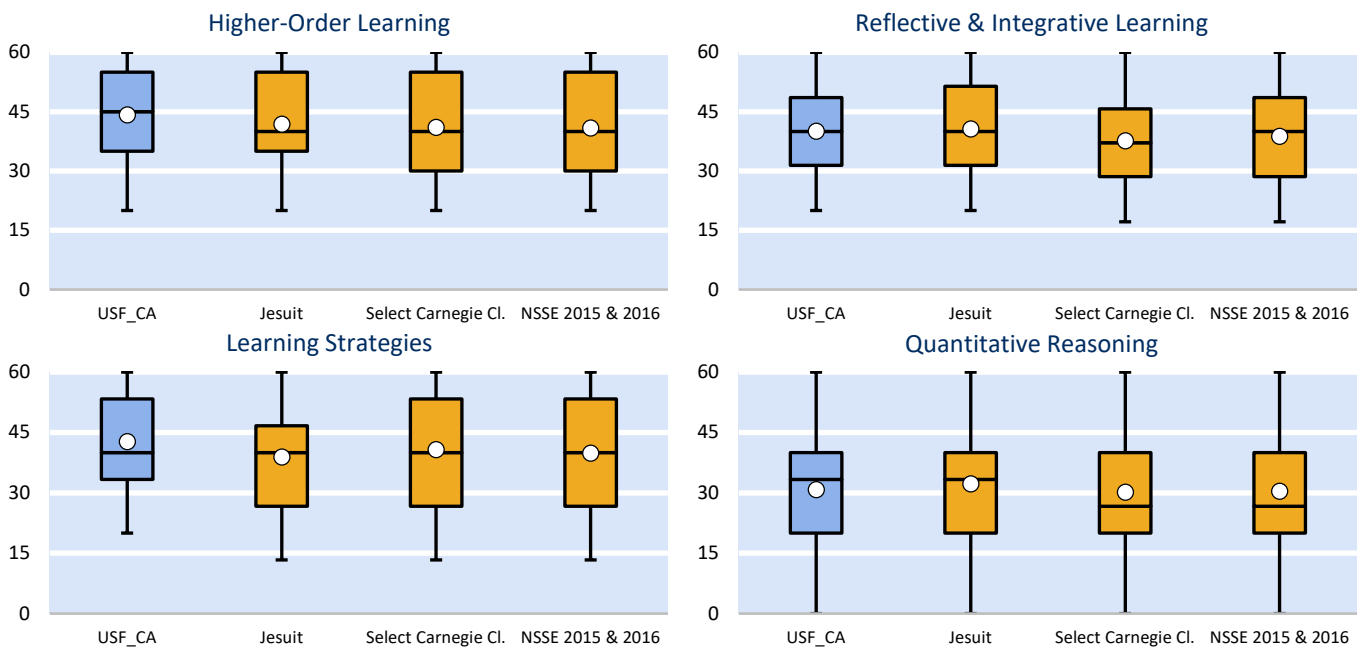 Higher-Order Learning
60
45
30
15
0
USF_CA Jesuit Select Carnegie Cl. NSSE 2015 & 2016
Reflective & Integrative Learning
60
45
30
15
0
USF_CA Jesuit Select Carnegie Cl. NSSE 2015 & 2016
Learning Strategies
60
45
30
15
0
USF_CA Jesuit Select Carnegie Cl. NSSE 2015 & 2016
Quantitative Reasoning
60
45
30
15
0
USF_CA Jesuit Select Carnegie Cl. NSSE 2015 & 2016